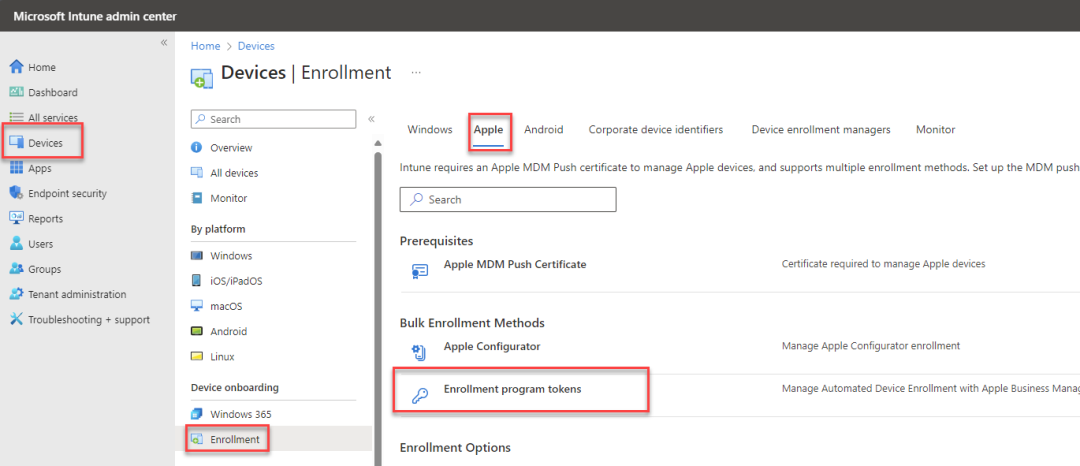 Microsoft Intune admin center
«
Home
Dashboard
All services
Devices
Apps
Endpoint security
Reports
Users
Groups
Tenant administration
Troubleshooting + support
Home > Devices
Devices | Enrollment ...
Search «
Overview
All devices
Monitor
By platform
Windows
iOS/iPadOS
macOS
Android
Linux
Device onboarding
Windows 365
Enrollment
Windows Apple Android Corporate device identifiers Device enrollment managers Monitor
Intune requires an Apple MDM Push certificate to manage Apple devices, and supports multiple enrollment methods. Set up the MDM push
Search
Prerequisites
Apple MDM Push Certificate Certificate required to manage Apple devices
Bulk Enrollment Methods
Apple Configurator Manage Apple Configurator enrollment
Enrollment program tokens Manage Automated Device Enrollment with Apple Business Mana
Enrollment Options